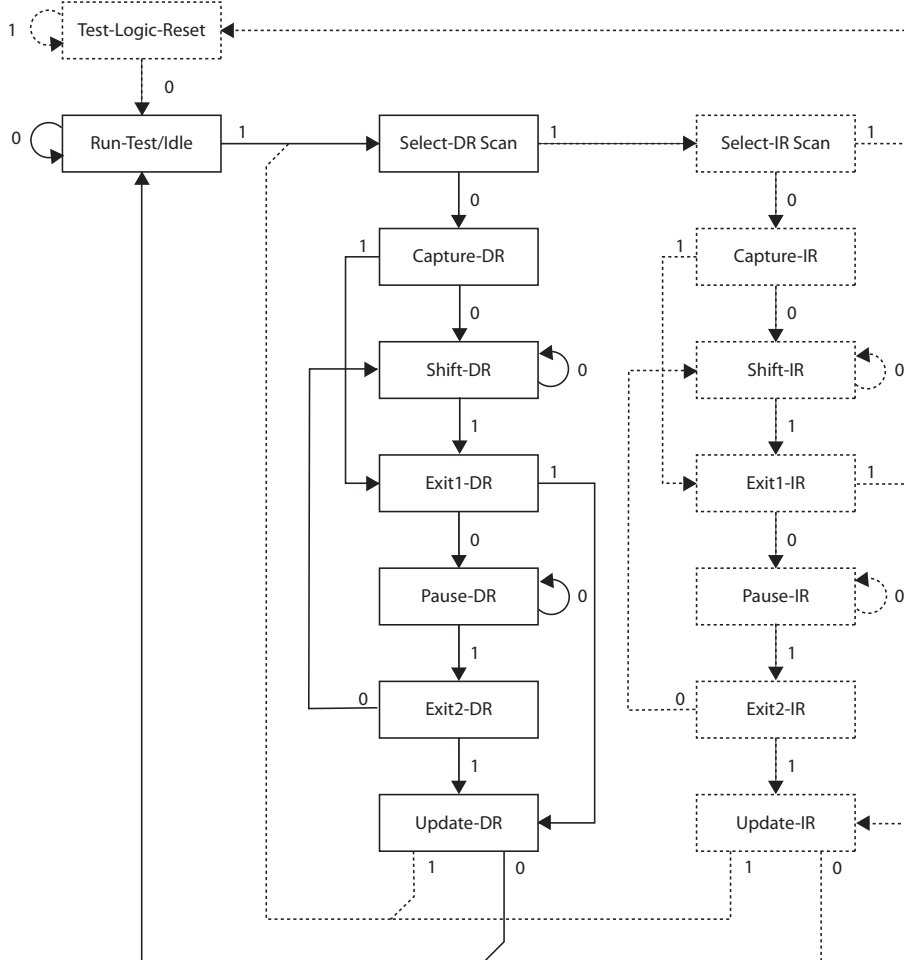 1 Test-Logic-Reset
0
0 Run-Test/Idle 1 Select-DR Scan 1 Select-IR Scan 1
0 0
1 Capture-DR 1 Capture-IR
0 0
Shift-DR 0 Shift-IR 0
1 1
Exit1-DR 1 Exit1-IR 1
0 0
Pause-DR 0 Pause-IR 0
1 1
0 Exit2-DR 0 Exit2-IR
1 1
Update-DR Update-IR
1 0 1 0